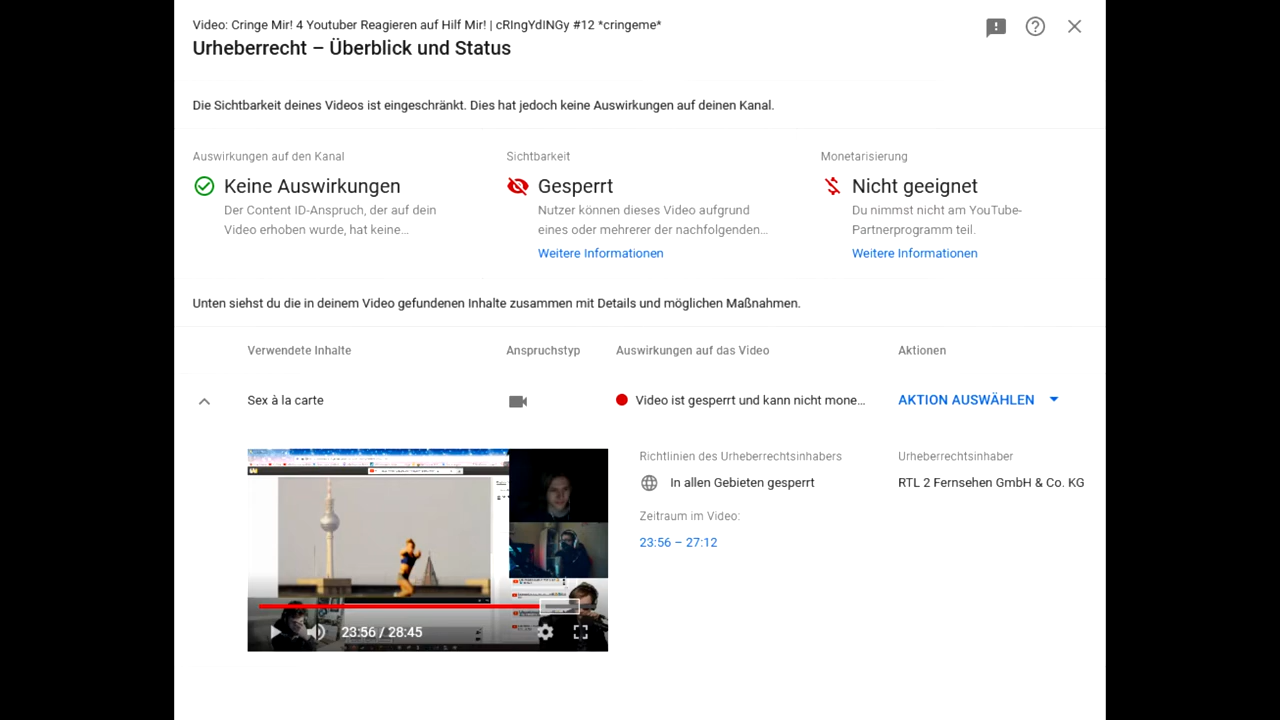 Video: Cringe Mir! 4 Youtuber Reagieren auf Hilf Mir! | cRIngYdINGy #12 *cringeme*
Urheberrecht – Überblick und Status
Die Sichtbarkeit deines Videos ist eingeschränkt. Dies hat jedoch keine Auswirkungen auf deinen Kanal.
Auswirkungen auf den Kanal
Keine Auswirkungen
Der Content ID-Anspruch, der auf dein
Video erhoben wurde, hat keine…
Sichtbarkeit
Gesperrt
Nutzer können dieses Video aufgrund
eines oder mehrerer der nachfolgenden…
Weitere Informationen
Monetarisierung
Nicht geeignet
Du nimmst nicht am YouTube-
Partnerprogramm teil.
Weitere Informationen
Unten siehst du die in deinem Video gefundenen Inhalte zusammen mit Details und möglichen Maßnahmen.
Verwendete Inhalte Anspruchstyp Auswirkungen auf das Video Aktionen
Sex à la carte Video ist gesperrt und kann nicht mone… AKTION AUSWÄHLEN
23:56 / 28:45
Richtlinien des Urheberrechtsinhabers
In allen Gebieten gesperrt
Zeitraum im Video:
23:56 – 27:12
Urheberrechtsinhaber
RTL 2 Fernsehen GmbH & Co. KG